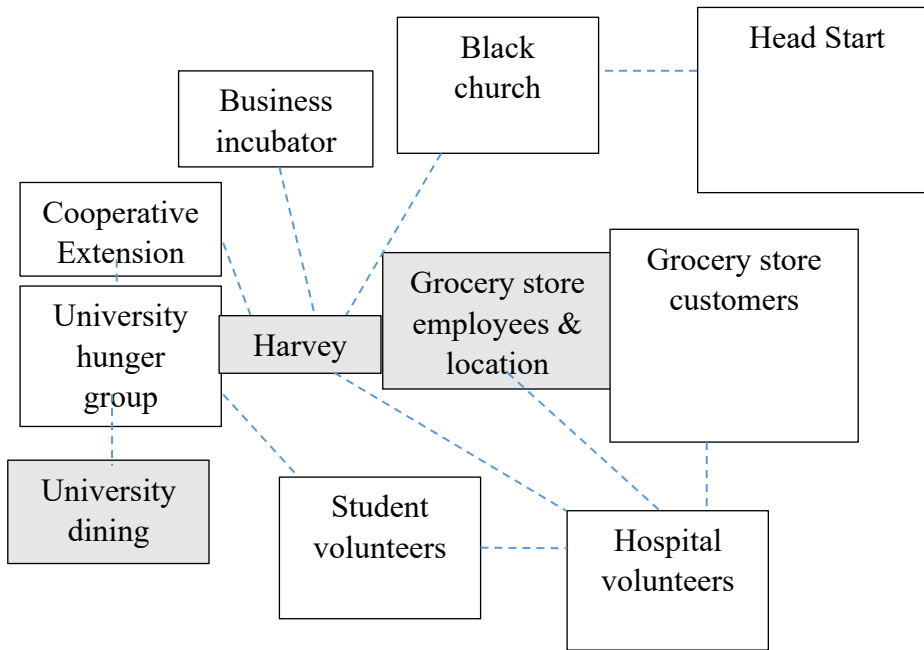 Black
church
Head Start
Business
incubator
Cooperative
Extension
Grocery store
employees &
location
Grocery store
customers
University
hunger
group
Harvey
University
dining
Student
volunteers
Hospital
volunteers